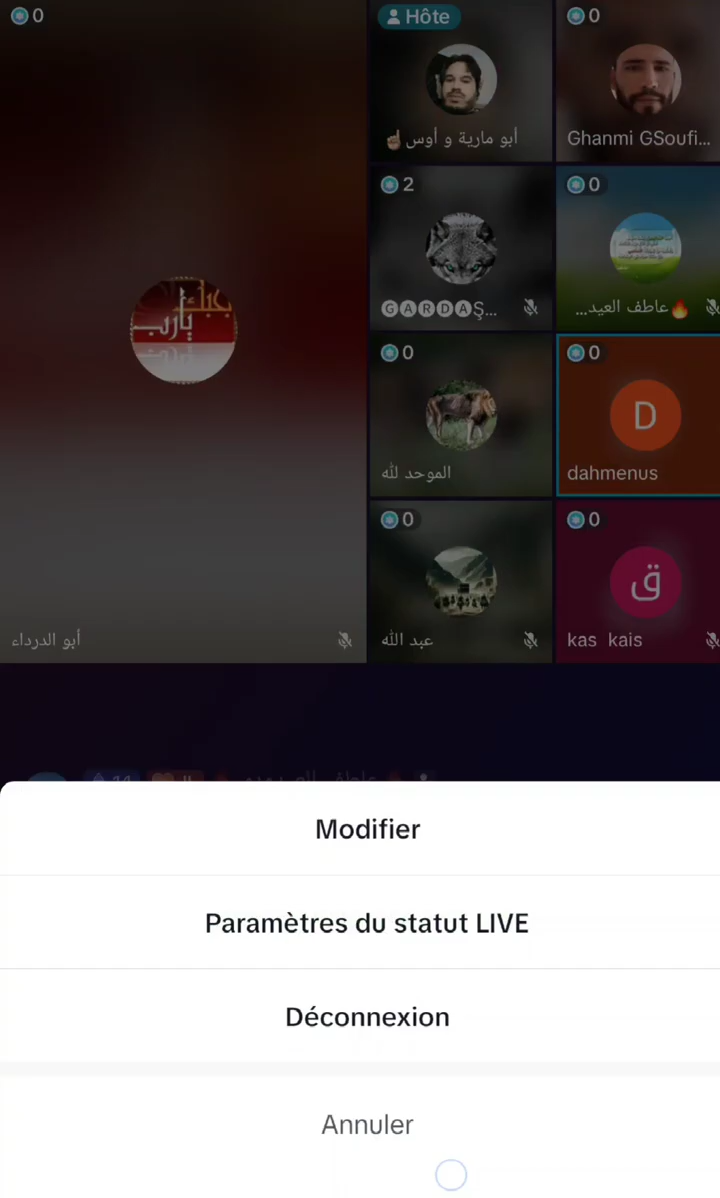 0
Hôte
0
أبو مارية و أوس☝🏽
Ghanmi GSoufi...
2
0
🅖🅐🅡🅓🅐Ş...
🔥عاطف العيد...
0
0
D
الموحد لله
dahmenus
0
0
ق
أبو الدرداء
عبد الله
kas kais
14
Modifier
Paramètres du statut LIVE
Déconnexion
Annuler